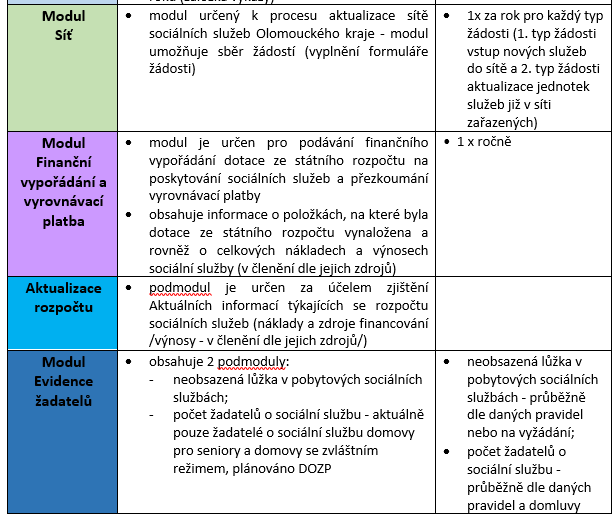 Modul
Síť
• modul určený k procesu aktualizace sítě
sociálních služeb Olomouckého kraje - modul
umožňuje sběr žádostí (vyplnění formuláře
žádosti)
• 1x za rok pro každý typ
žádosti (1. typ žádosti
vstup nových služeb
do sítě a 2. typ žádosti
aktualizace jednotek
služeb již v síti
zařazených)
Modul
Finanční
vypořádání a
vyrovnávací
platba
• modul je určen pro podávání finančního
vypořádání dotace ze státního rozpočtu na
poskytování sociálních služeb a přezkoumání
vyrovnávací platby
• obsahuje informace o položkách, na které byla
dotace ze státního rozpočtu vynaložena a
rovněž o celkových nákladech a výnosech
sociální služby (v členění dle jejich zdrojů)
• 1 x ročně
Aktualizace
rozpočtu
• podmodul je určen za účelem zjištění
Aktuálních informací týkajících se rozpočtu
sociálních služeb (náklady a zdroje financování
/výnosy - v členění dle jejich zdrojů/)
Modul
Evidence
žadatelů
• obsahuje 2 podmoduly:
- neobsazená lůžka v pobytových sociálních
službách;
- počet žadatelů o sociální službu - aktuálně
pouze žadatelé o sociální službu domovy
pro seniory a domovy se zvláštním
režimem, plánováno DOZP
• neobsazená lůžka v
pobytových sociálních
službách - průběžně
dle daných pravidel
nebo na vyžádání;
• počet žadatelů o
sociální službu -
průběžně dle daných
pravidel a domluvy